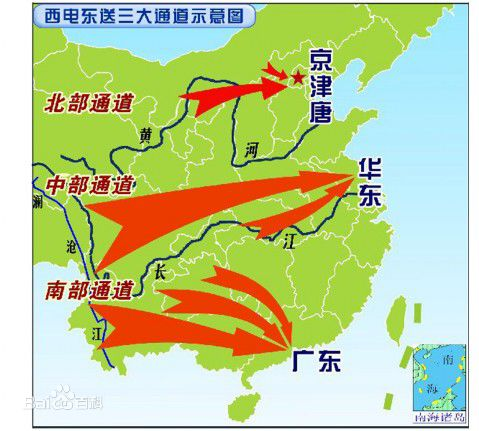 西电东送三大通道示意图
京津唐
北部通道
黄
河
中部通道
华东
澜
沧
江
长
江
南部通道
广东
南
海
南海诸岛
Bai百科